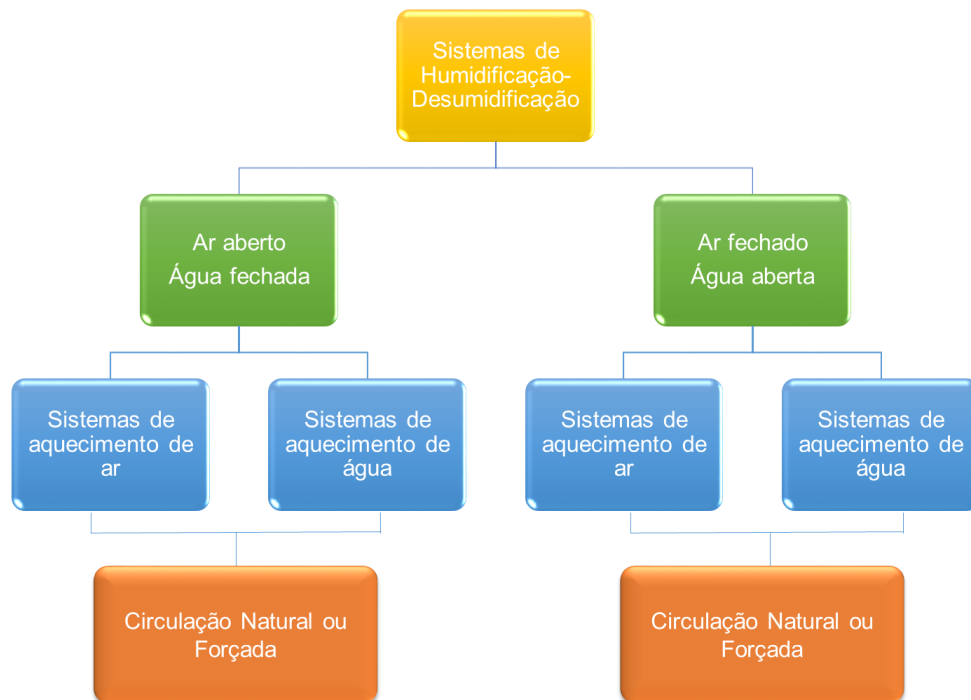 Sistemas de
Humidificação-
Desumidificação
Ar aberto
Água fechada
Ar fechado
Água aberta
Sistemas de
aquecimento de
ar
Sistemas de
aquecimento de
água
Sistemas de
aquecimento de
ar
Sistemas de
aquecimento de
água
Circulação Natural ou
Forçada
Circulação Natural ou
Forçada